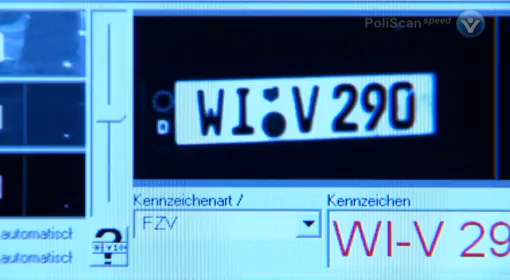 PoliScan speed
WI V 290
D
Kennzeichenart /
Kennzeichen
FZV
WI-V 29
automatisch
automatisch
?